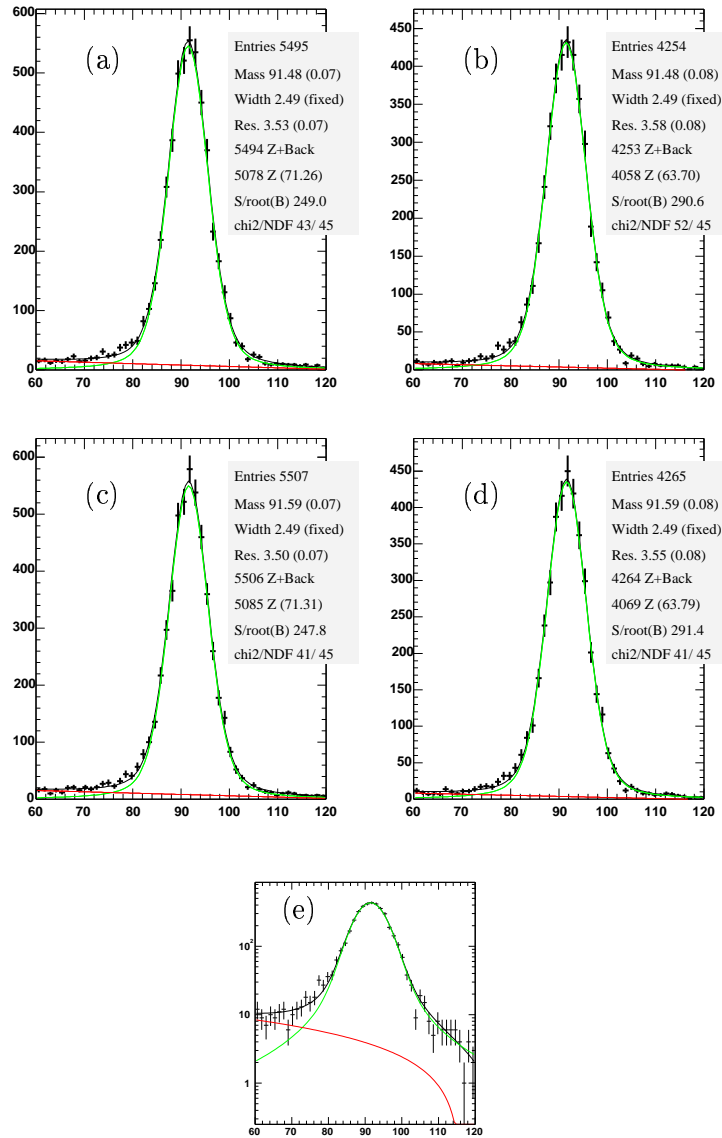 (a)
Entries 5495
Mass 91.48 (0.07)
Width 2.49 (fixed)
Res. 3.53 (0.07)
5494 Z+Back
5078 Z (71.26)
S/root(B) 249.0
chi2/NDF 43/ 45
600
500
400
300
200
100
0
60 70 80 90 100 110 120
(b)
Entries 4254
Mass 91.48 (0.08)
Width 2.49 (fixed)
Res. 3.58 (0.08)
4253 Z+Back
4058 Z (63.70)
S/root(B) 290.6
chi2/NDF 52/ 45
450
400
350
300
250
200
150
100
50
0
60 70 80 90 100 110 120
(c)
Entries 5507
Mass 91.59 (0.07)
Width 2.49 (fixed)
Res. 3.50 (0.07)
5506 Z+Back
5085 Z (71.31)
S/root(B) 247.8
chi2/NDF 41/ 45
600
500
400
300
200
100
0
60 70 80 90 100 110 120
(d)
Entries 4265
Mass 91.59 (0.08)
Width 2.49 (fixed)
Res. 3.55 (0.08)
4264 Z+Back
4069 Z (63.79)
S/root(B) 291.4
chi2/NDF 41/ 45
450
400
350
300
250
200
150
100
50
0
60 70 80 90 100 110 120
(e)
10²
10
1
60 70 80 90 100 110 120